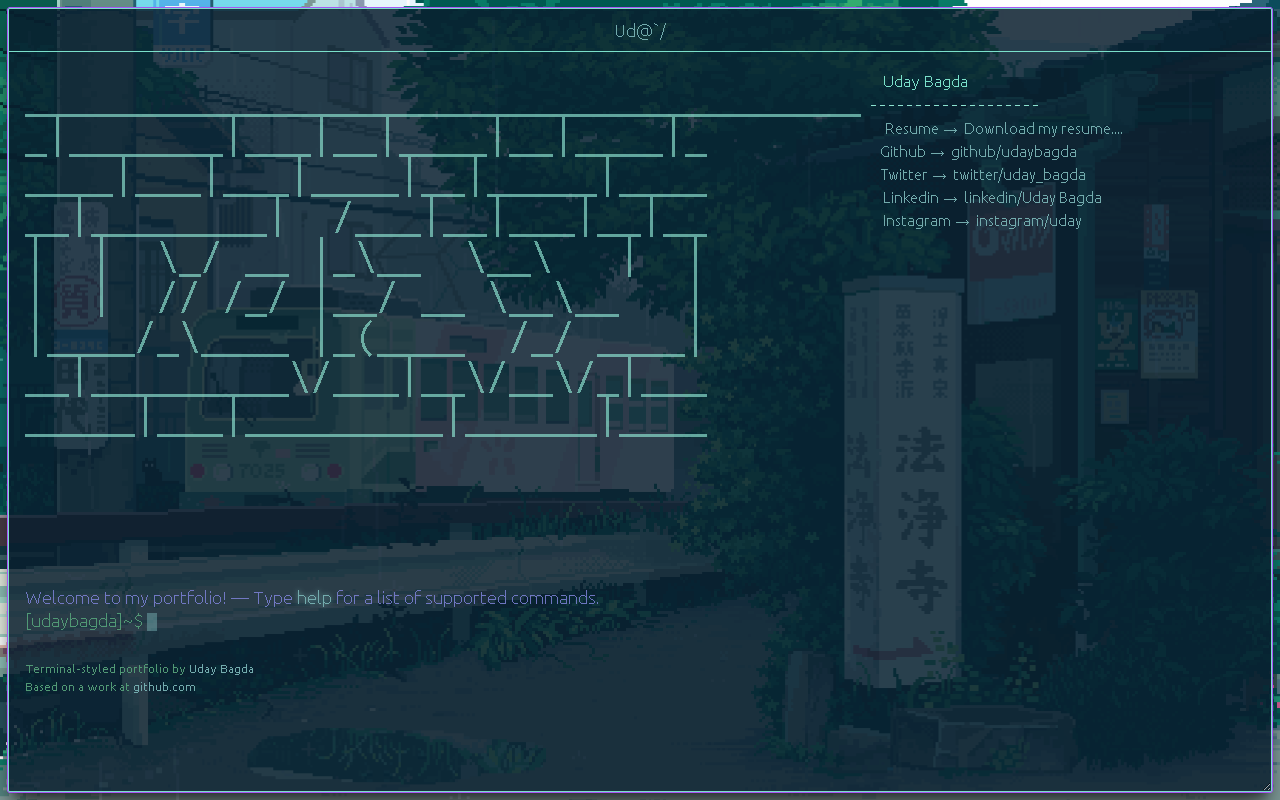 Ud@`/
Uday Bagda
-------------------
Resume → Download my resume....
Github → github/udaybagda
Twitter → twitter/uday_bagda
Linkedin → linkedin/Uday Bagda
Instagram → instagram/uday
浄土真宗
西本願寺派
法浄寺
7025
Welcome to my portfolio! — Type help for a list of supported commands.
[udaybagda]~$
Terminal-styled portfolio by Uday Bagda
Based on a work at github.com